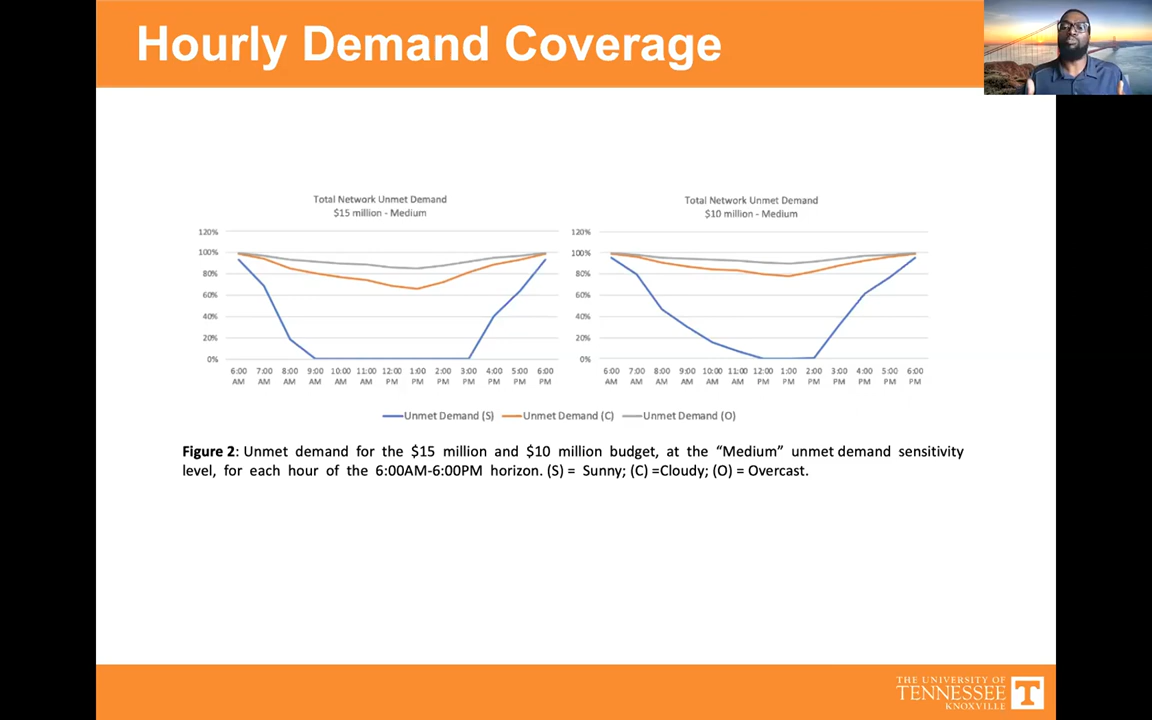 Hourly Demand Coverage
Total Network Unmet Demand
$15 million - Medium
120%
100%
80%
60%
40%
20%
0%
6:00 AM 7:00 AM 8:00 AM 9:00 AM 10:00 AM 11:00 AM 12:00 PM 1:00 PM 2:00 PM 3:00 PM 4:00 PM 5:00 PM 6:00 PM
Total Network Unmet Demand
$10 million - Medium
120%
100%
80%
60%
40%
20%
0%
6:00 AM 7:00 AM 8:00 AM 9:00 AM 10:00 AM 11:00 AM 12:00 PM 1:00 PM 2:00 PM 3:00 PM 4:00 PM 5:00 PM 6:00 PM
Unmet Demand (S) Unmet Demand (C) Unmet Demand (O)
Figure 2: Unmet demand for the $15 million and $10 million budget, at the “Medium” unmet demand sensitivity
level, for each hour of the 6:00AM-6:00PM horizon. (S) = Sunny; (C) =Cloudy; (O) = Overcast.
THE UNIVERSITY OF
TENNESSEE
KNOXVILLE
T